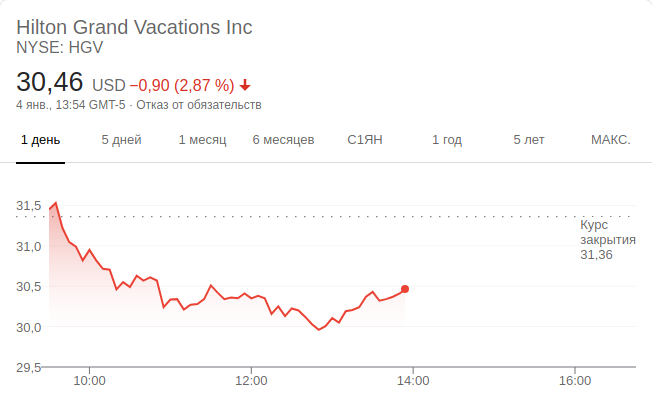 Hilton Grand Vacations Inc
NYSE: HGV
30,46 USD −0,90 (2,87 %)
4 янв., 13:54 GMT-5 · Отказ от обязательств
1 день 5 дней 1 месяц 6 месяцев С1ЯН 1 год 5 лет МАКС.
31,5
31,0
30,5
30,0
29,5
Курс
закрытия
31,36
10:00 12:00 14:00 16:00